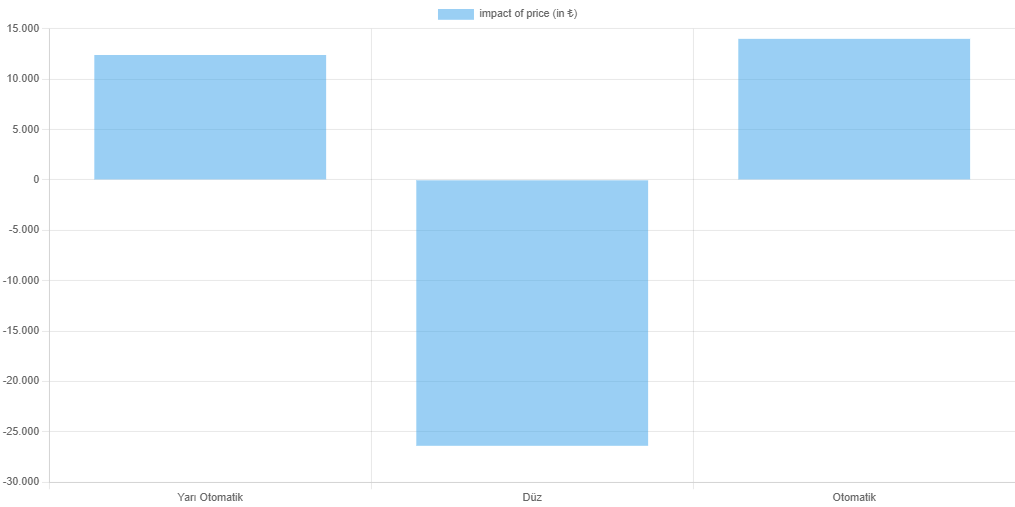 impact of price (in ₺)
15.000
10.000
5.000
0
-5.000
-10.000
-15.000
-20.000
-25.000
-30.000
Yarı Otomatik
Düz
Otomatik